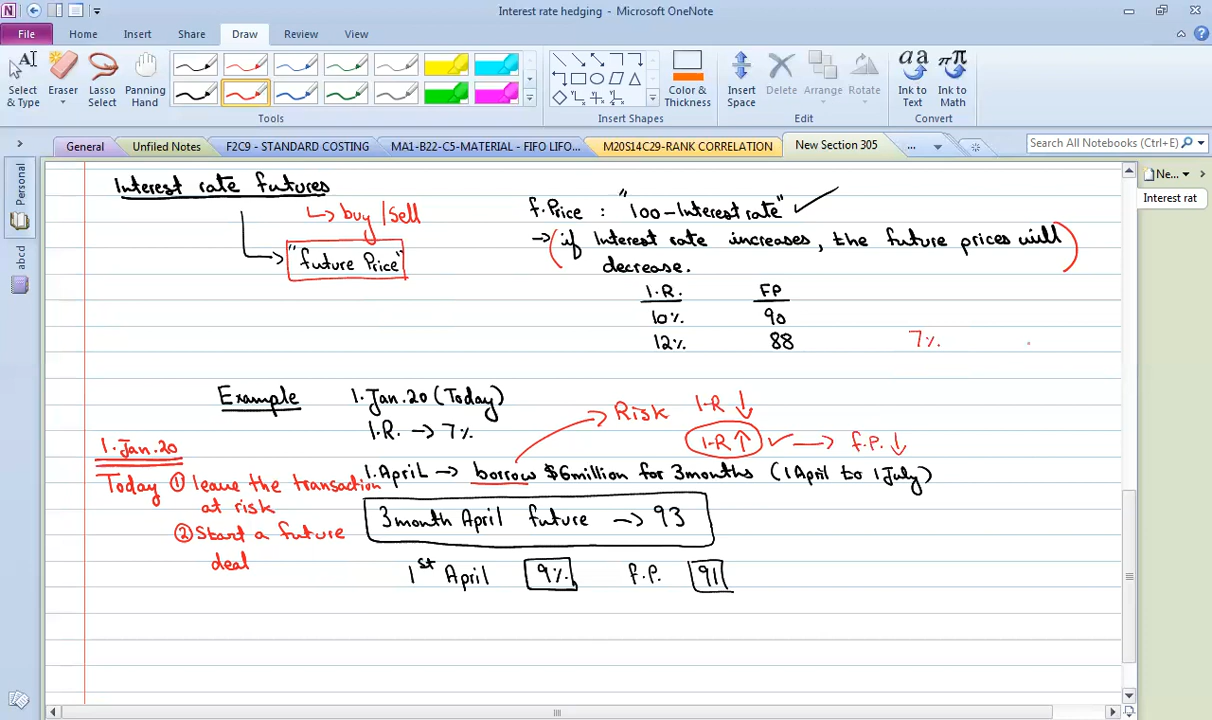 Interest rate hedging - Microsoft OneNote
File Home Insert Share Draw Review View
Select & Type
Eraser
Lasso Select
Panning Hand
Color & Thickness
Insert Space
Delete
Arrange
Rotate
Ink to Text
Ink to Math
Tools
Insert Shapes
Edit
Convert
General
Unfiled Notes
F2C9 - STANDARD COSTING
MA1-B22-C5-MATERIAL - FIFO LIFO...
M20S14C29-RANK CORRELATION
New Section 305
...
Search All Notebooks (Ctrl+E)
Personal
abcd
Ne...
Interest rat
Interest rate futures
↳ buy/Sell
"future Price"
f.Price : "100-Interest rate" ✓
→ (if Interest rate increases, the future prices will
decrease.)
I.R. FP
10% 90
12% 88 7%
Example 1.Jan.20 (Today)
I.R. → 7%
Risk I-R ↓
I-R ↑ ✓ → f.P. ↓
1.Jan.20
1.April → borrow $6million for 3months (1April to 1July)
Today ① leave the transaction
at risk
② Start a future
deal
3month April future → 93
1st April 9% f.P. 91